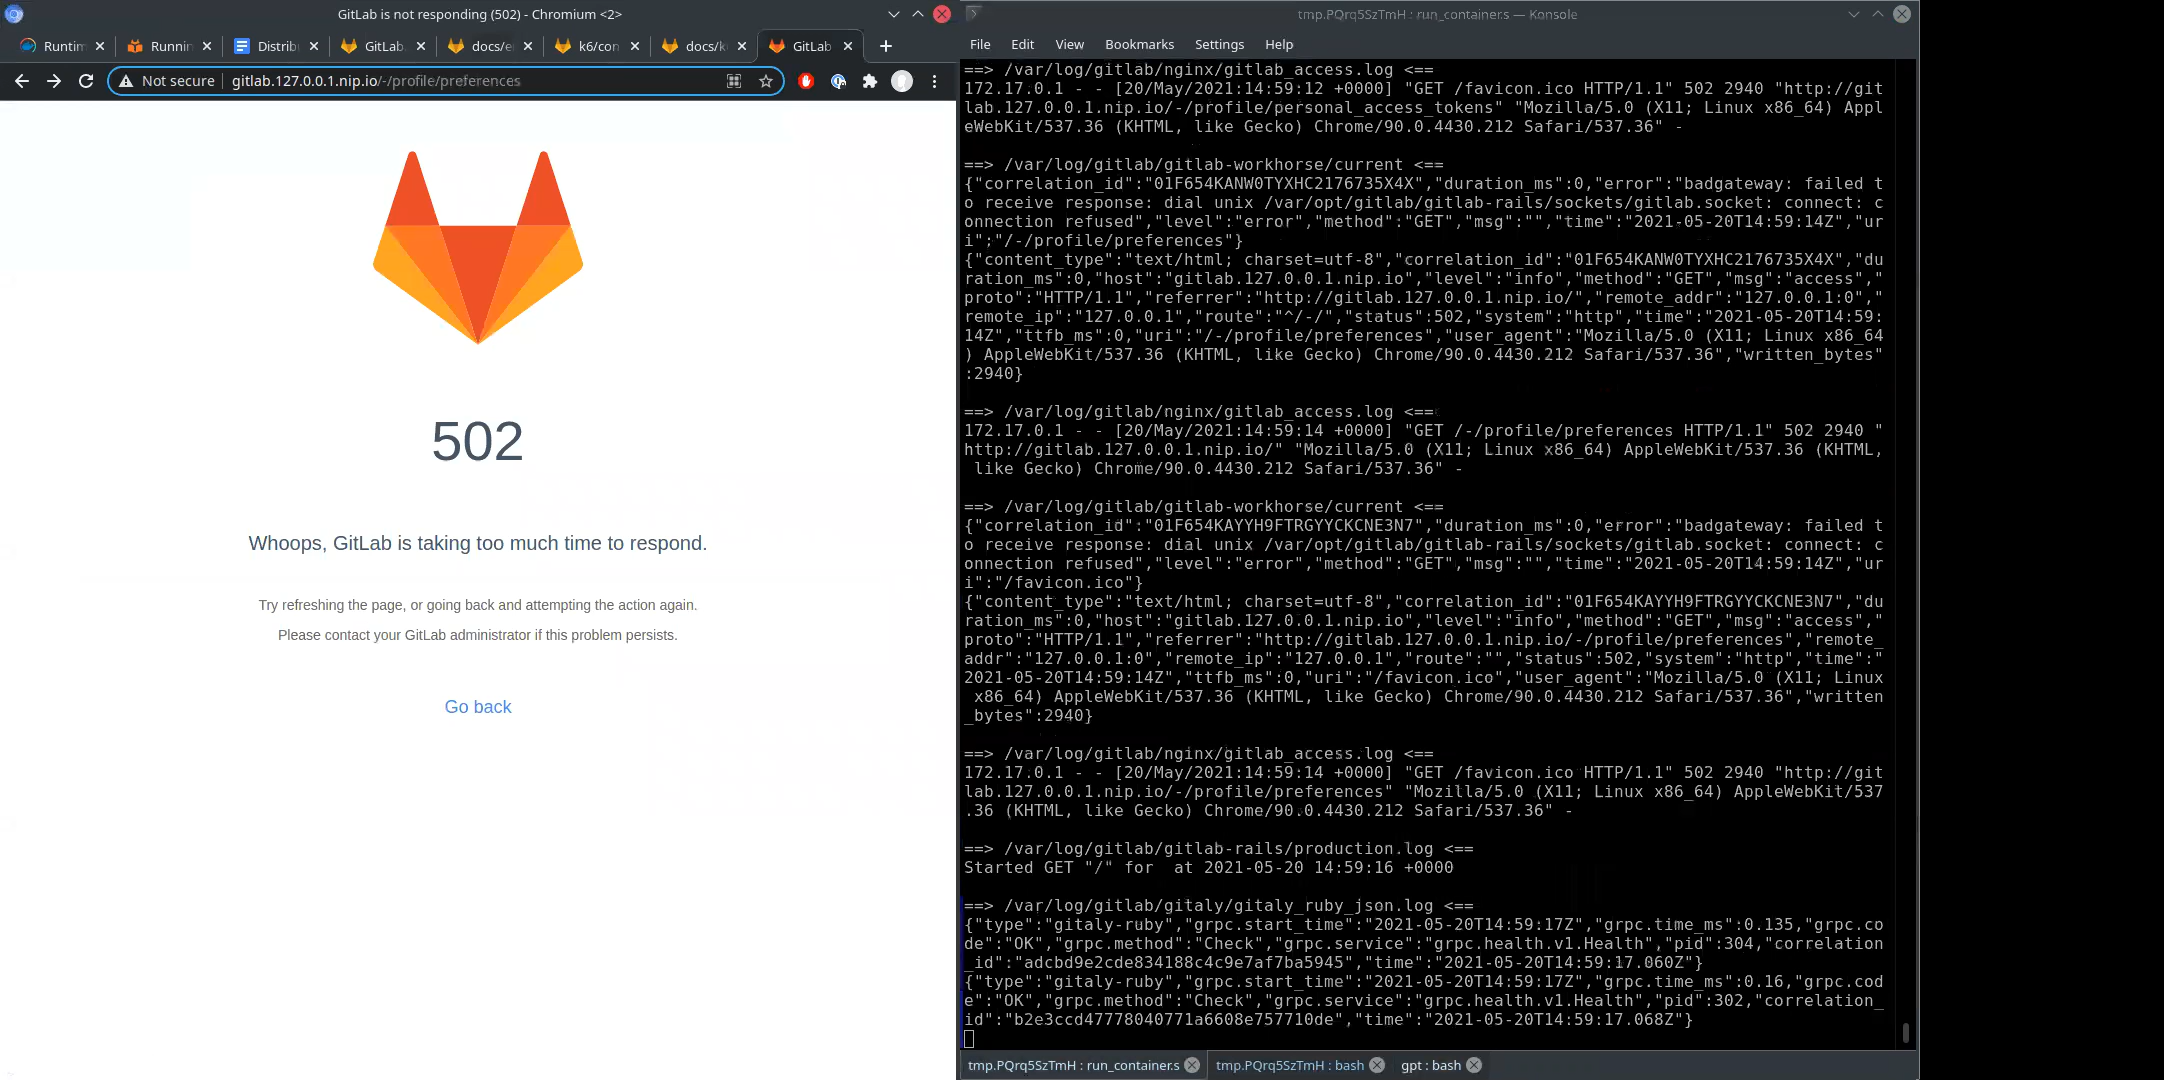 GitLab is not responding (502) - Chromium <2>
Runtim
Runnin
Distrib
GitLab
docs/e
k6/con
docs/k
GitLab
Not secure
gitlab.127.0.0.1.nip.io/-/profile/preferences
502
Whoops, GitLab is taking too much time to respond.
Try refreshing the page, or going back and attempting the action again.
Please contact your GitLab administrator if this problem persists.
Go back
tmp.PQrq5SzTmH : run_container.s — Konsole
File Edit View Bookmarks Settings Help
==> /var/log/gitlab/nginx/gitlab_access.log <==
172.17.0.1 - - [20/May/2021:14:59:12 +0000] "GET /favicon.ico HTTP/1.1" 502 2940 "http://git
lab.127.0.0.1.nip.io/-/profile/personal_access_tokens" "Mozilla/5.0 (X11; Linux x86_64) Appl
eWebKit/537.36 (KHTML, like Gecko) Chrome/90.0.4430.212 Safari/537.36" -
==> /var/log/gitlab/gitlab-workhorse/current <==
{"correlation_id":"01F654KANW0TYXHC2176735X4X","duration_ms":0,"error":"badgateway: failed t
o receive response: dial unix /var/opt/gitlab/gitlab-rails/sockets/gitlab.socket: connect: c
onnection refused","level":"error","method":"GET","msg":"","time":"2021-05-20T14:59:14Z","ur
i":"/-/profile/preferences"}
{"content_type":"text/html; charset=utf-8","correlation_id":"01F654KANW0TYXHC2176735X4X","du
ration_ms":0,"host":"gitlab.127.0.0.1.nip.io","level":"info","method":"GET","msg":"access","
proto":"HTTP/1.1","referrer":"http://gitlab.127.0.0.1.nip.io/","remote_addr":"127.0.0.1:0","
remote_ip":"127.0.0.1","route":"^/-/","status":502,"system":"http","time":"2021-05-20T14:59:
14Z","ttfb_ms":0,"uri":"/-/profile/preferences","user_agent":"Mozilla/5.0 (X11; Linux x86_64
) AppleWebKit/537.36 (KHTML, like Gecko) Chrome/90.0.4430.212 Safari/537.36","written_bytes"
:2940}
==> /var/log/gitlab/nginx/gitlab_access.log <==
172.17.0.1 - - [20/May/2021:14:59:14 +0000] "GET /-/profile/preferences HTTP/1.1" 502 2940 "
http://gitlab.127.0.0.1.nip.io/" "Mozilla/5.0 (X11; Linux x86_64) AppleWebKit/537.36 (KHTML,
like Gecko) Chrome/90.0.4430.212 Safari/537.36" -
==> /var/log/gitlab/gitlab-workhorse/current <==
{"correlation_id":"01F654KAYYH9FTRGYYCKCNE3N7","duration_ms":0,"error":"badgateway: failed t
o receive response: dial unix /var/opt/gitlab/gitlab-rails/sockets/gitlab.socket: connect: c
onnection refused","level":"error","method":"GET","msg":"","time":"2021-05-20T14:59:14Z","ur
i":"/favicon.ico"}
{"content_type":"text/html; charset=utf-8","correlation_id":"01F654KAYYH9FTRGYYCKCNE3N7","du
ration_ms":0,"host":"gitlab.127.0.0.1.nip.io","level":"info","method":"GET","msg":"access","
proto":"HTTP/1.1","referrer":"http://gitlab.127.0.0.1.nip.io/-/profile/preferences","remote_
addr":"127.0.0.1:0","remote_ip":"127.0.0.1","route":"","status":502,"system":"http","time":"
2021-05-20T14:59:14Z","ttfb_ms":0,"uri":"/favicon.ico","user_agent":"Mozilla/5.0 (X11; Linux
x86_64) AppleWebKit/537.36 (KHTML, like Gecko) Chrome/90.0.4430.212 Safari/537.36","written
_bytes":2940}
==> /var/log/gitlab/nginx/gitlab_access.log <==
172.17.0.1 - - [20/May/2021:14:59:14 +0000] "GET /favicon.ico HTTP/1.1" 502 2940 "http://git
lab.127.0.0.1.nip.io/-/profile/preferences" "Mozilla/5.0 (X11; Linux x86_64) AppleWebKit/537
.36 (KHTML, like Gecko) Chrome/90.0.4430.212 Safari/537.36" -
==> /var/log/gitlab/gitlab-rails/production.log <==
Started GET "/" for  at 2021-05-20 14:59:16 +0000
==> /var/log/gitlab/gitaly/gitaly_ruby_json.log <==
{"type":"gitaly-ruby","grpc.start_time":"2021-05-20T14:59:17Z","grpc.time_ms":0.135,"grpc.co
de":"OK","grpc.method":"Check","grpc.service":"grpc.health.v1.Health","pid":304,"correlation
_id":"adcbd9e2cde834188c4c9e7af7ba5945","time":"2021-05-20T14:59:17.060Z"}
{"type":"gitaly-ruby","grpc.start_time":"2021-05-20T14:59:17Z","grpc.time_ms":0.16,"grpc.cod
e":"OK","grpc.method":"Check","grpc.service":"grpc.health.v1.Health","pid":302,"correlation_
id":"b2e3ccd47778040771a6608e757710de","time":"2021-05-20T14:59:17.068Z"}
tmp.PQrq5SzTmH : run_container.s
tmp.PQrq5SzTmH : bash
gpt : bash